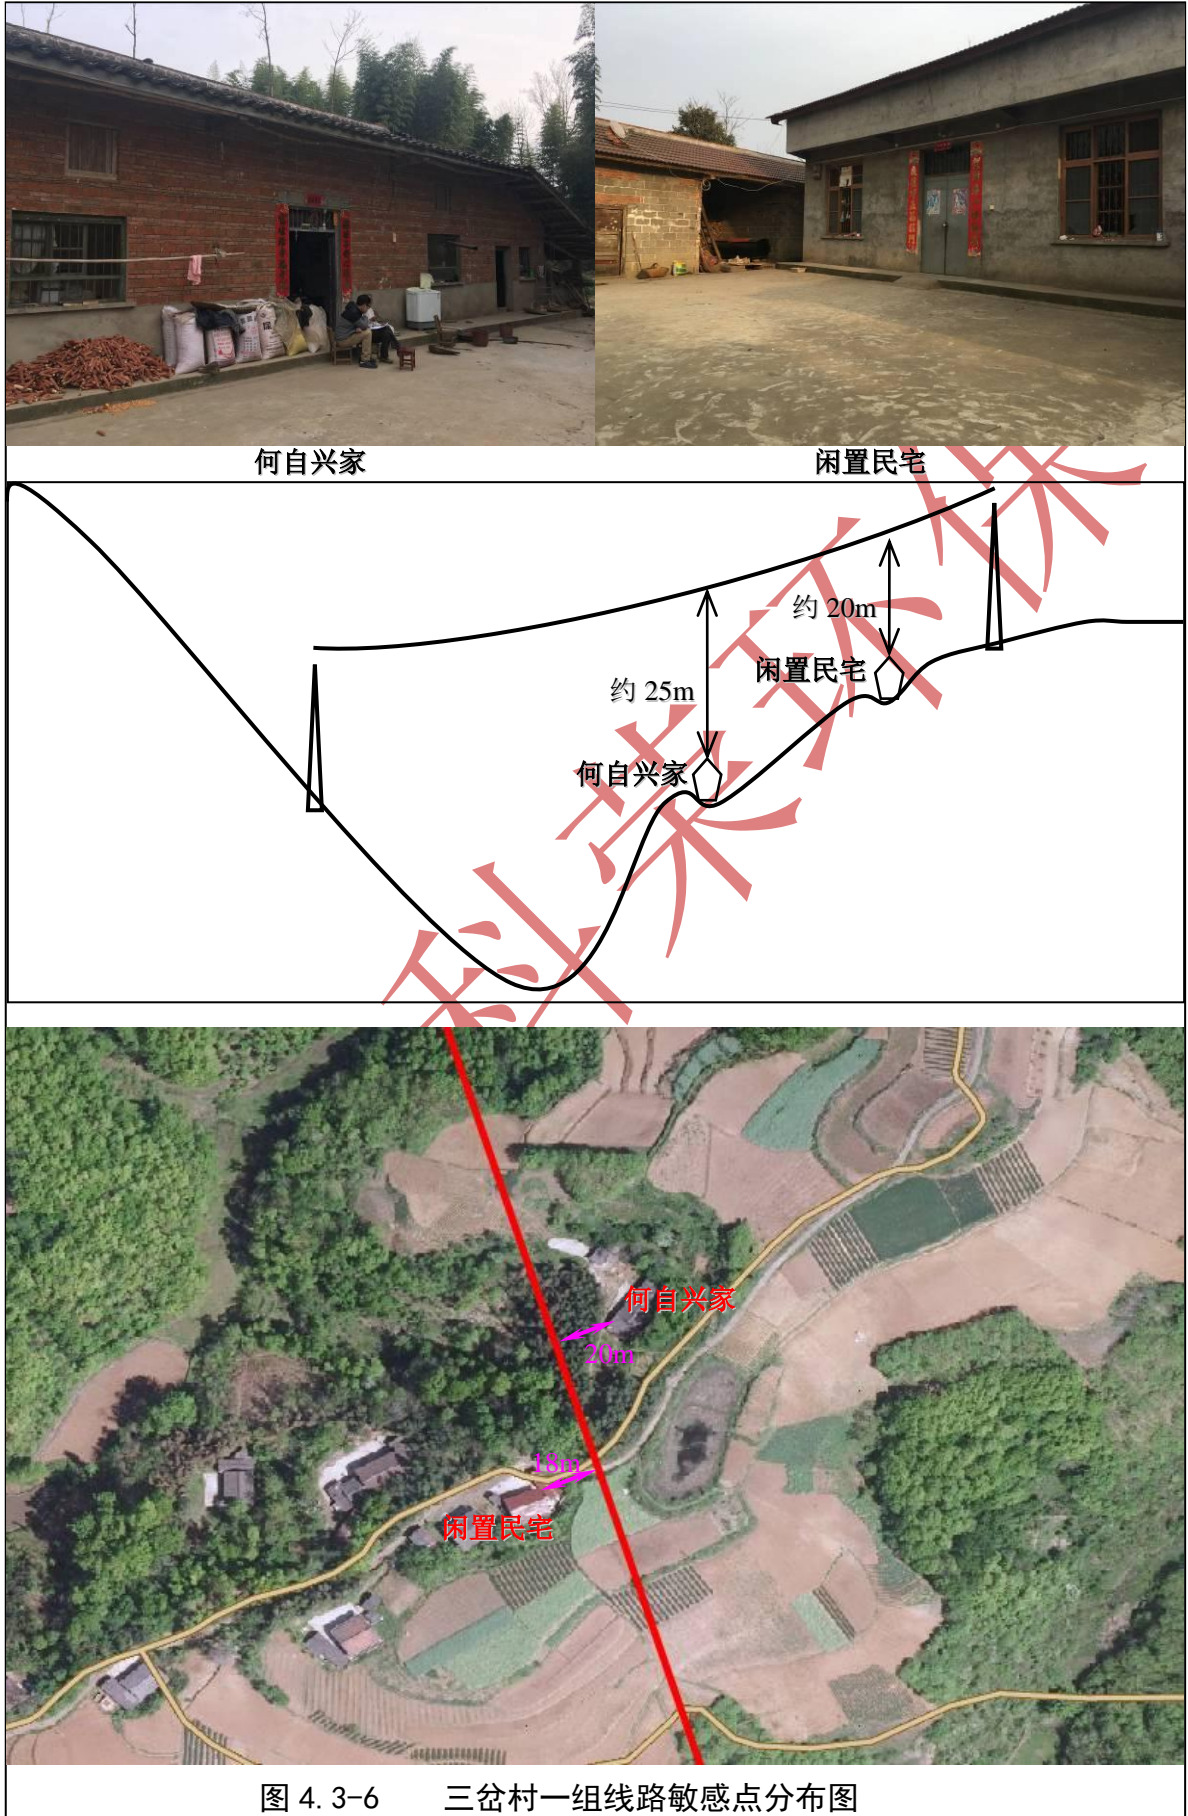 何自兴家
闲置民宅
约 20m
闲置民宅
约 25m
何自兴家
科荣环保
何自兴家
20m
18m
闲置民宅
图 4.3-6 三岔村一组线路敏感点分布图